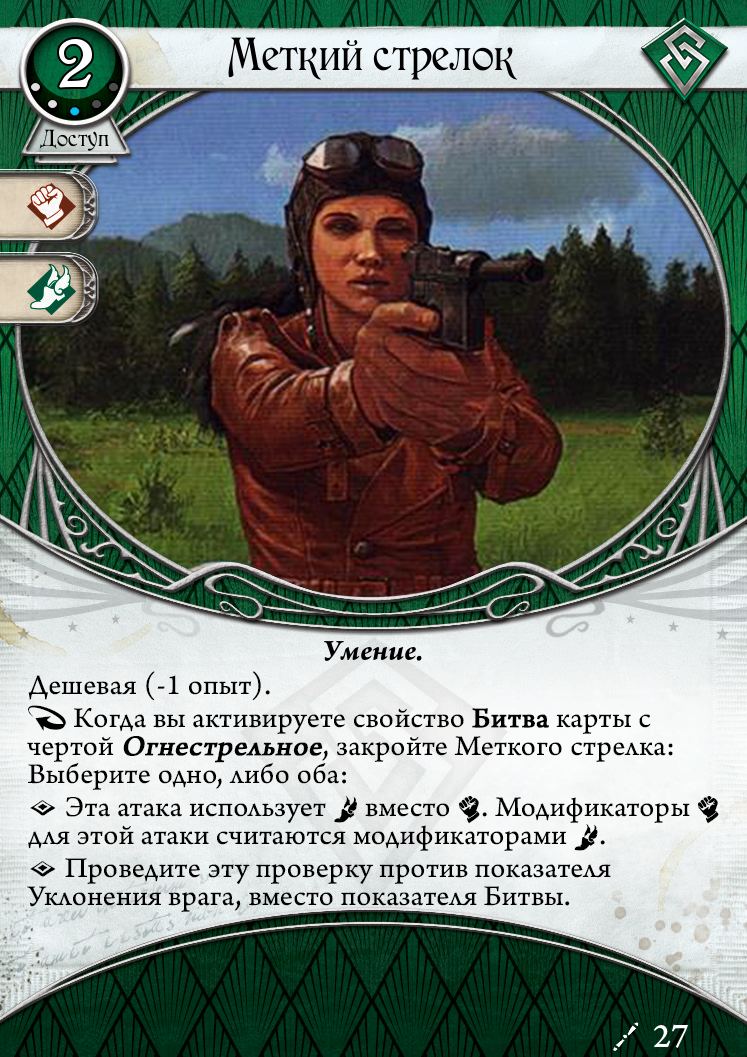 2
Меткий стрелок
Доступ
Умение.
Дешевая (-1 опыт).
Когда вы активируете свойство Битва карты с
чертой Огнестрельное, закройте Меткого стрелка:
Выберите одно, либо оба:
Эта атака использует вместо . Модификаторы
для этой атаки считаются модификаторами .
Проведите эту проверку против показателя
Уклонения врага, вместо показателя Битвы.
27